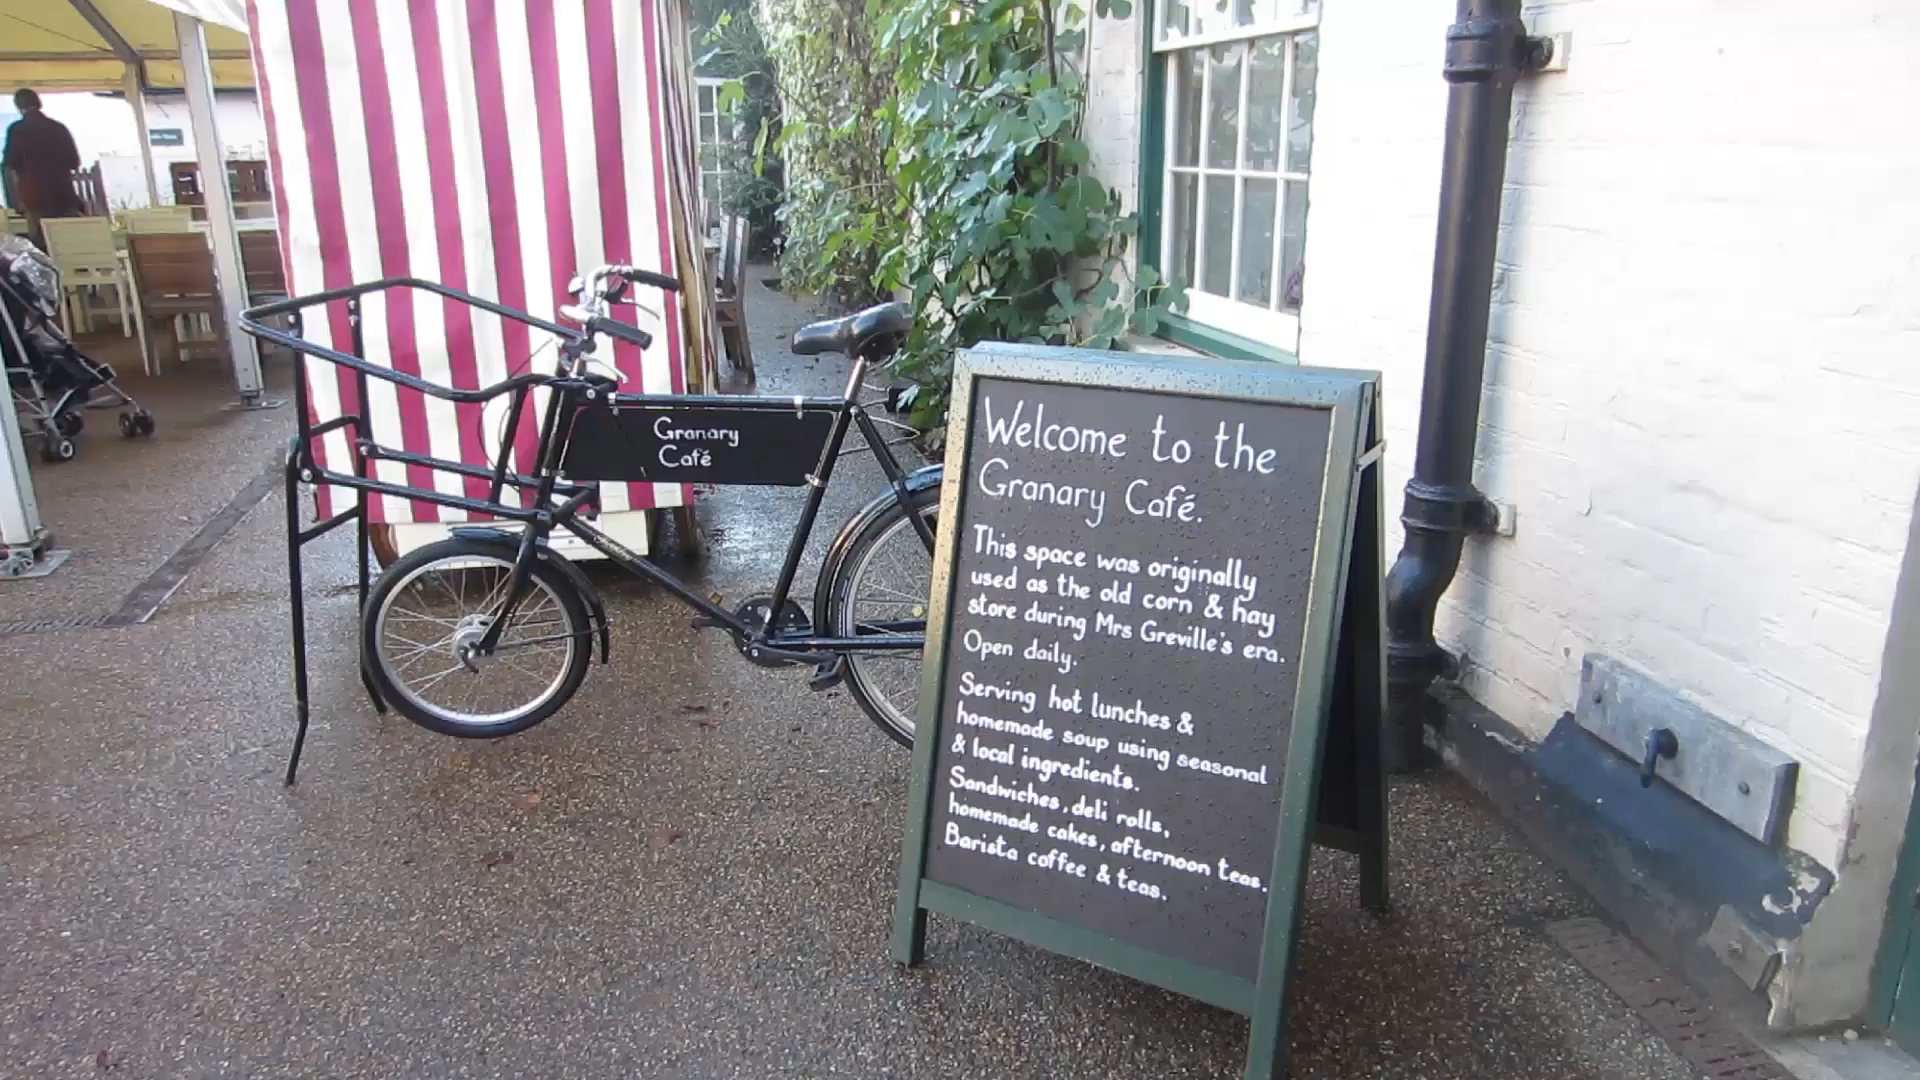 Granary
Café
Welcome to the
Granary Café.
This space was originally
used as the old corn & hay
store during Mrs Greville's era.
Open daily.
Serving hot lunches &
homemade soup using seasonal
& local ingredients.
Sandwiches, deli rolls,
homemade cakes, afternoon teas.
Barista coffee & teas.